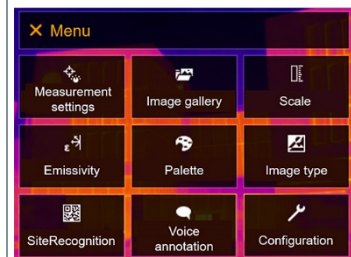 Menu
Measurement
settings
Image gallery
Scale
ε
Emissivity
Palette
Image type
SiteRecognition
Voice
annotation
Configuration